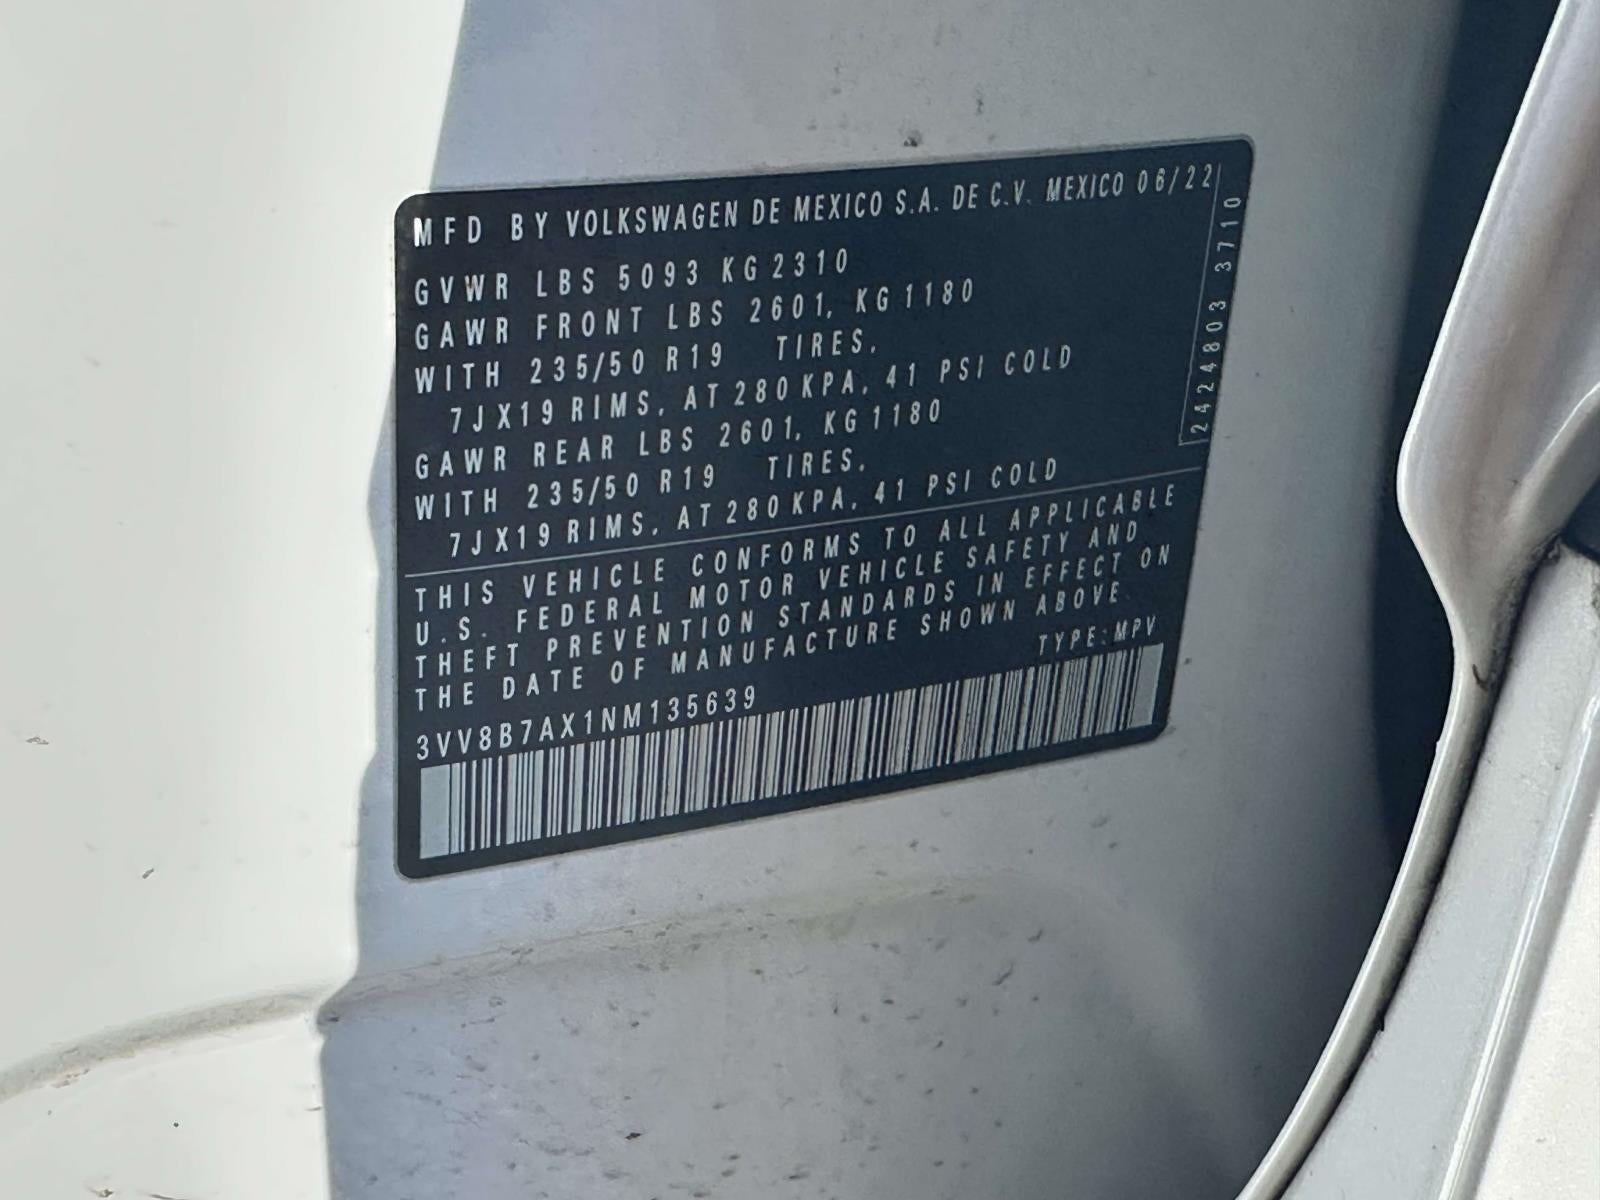 MFD BY VOLKSWAGEN DE MEXICO S.A. DE C.V. MEXICO 06/22
GVWR LBS 5093 KG 2310
GAWR FRONT LBS 2601, KG 1180
WITH 235/50 R19 TIRES,
7JX19 RIMS, AT 280 KPA, 41 PSI COLD
GAWR REAR LBS 2601, KG 1180
WITH 235/50 R19 TIRES,
7JX19 RIMS, AT 280 KPA, 41 PSI COLD
THIS VEHICLE CONFORMS TO ALL APPLICABLE
U.S. FEDERAL MOTOR VEHICLE SAFETY AND
THEFT PREVENTION STANDARDS IN EFFECT ON
THE DATE OF MANUFACTURE SHOWN ABOVE.
TYPE:MPV
3VV8B7AX1NM135639
2424803 3710